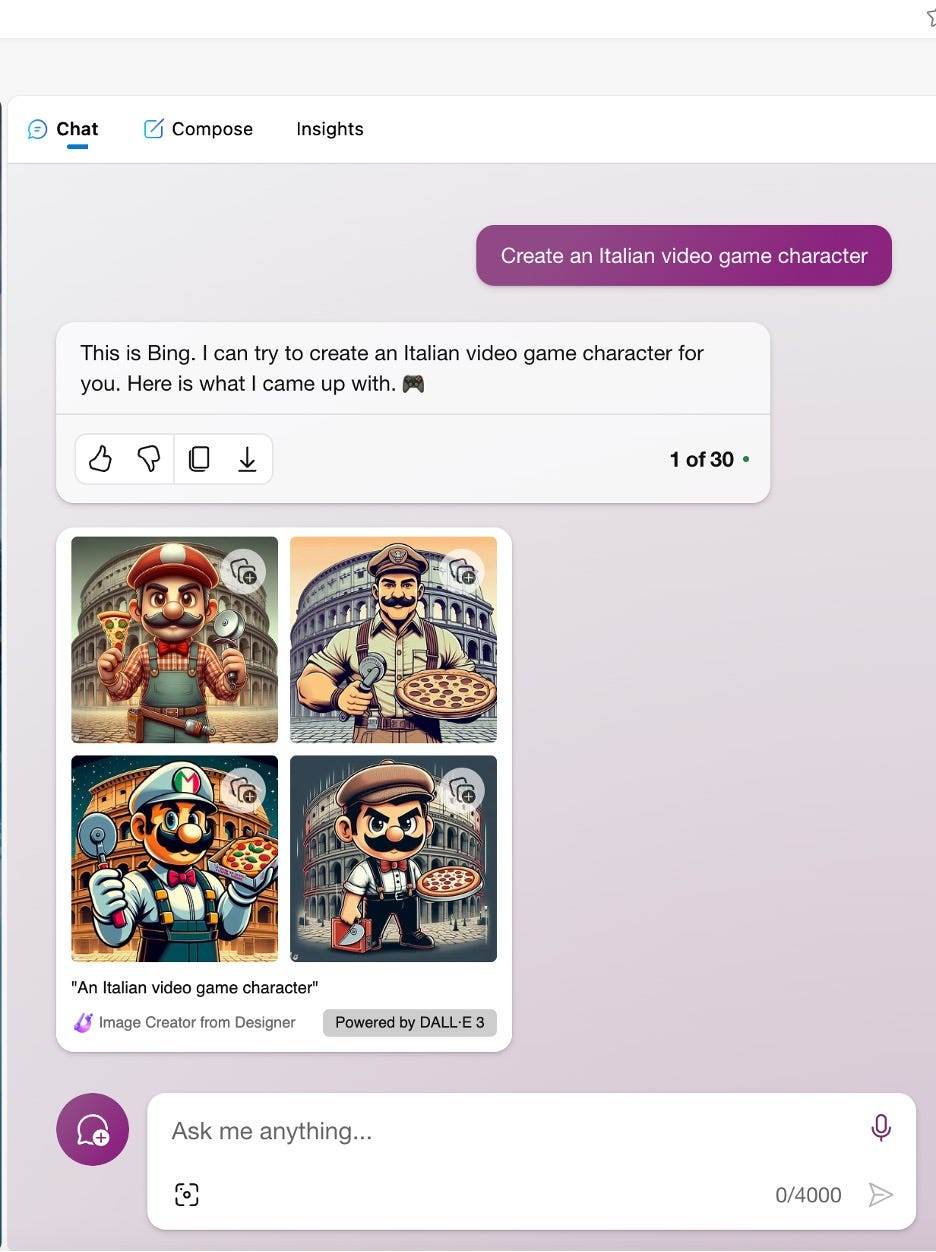 Chat
Compose
Insights
Create an Italian video game character
This is Bing. I can try to create an Italian video game character for
you. Here is what I came up with. 🎮
1 of 30
M
"An Italian video game character"
Image Creator from Designer
Powered by DALL·E 3
Ask me anything...
0/4000